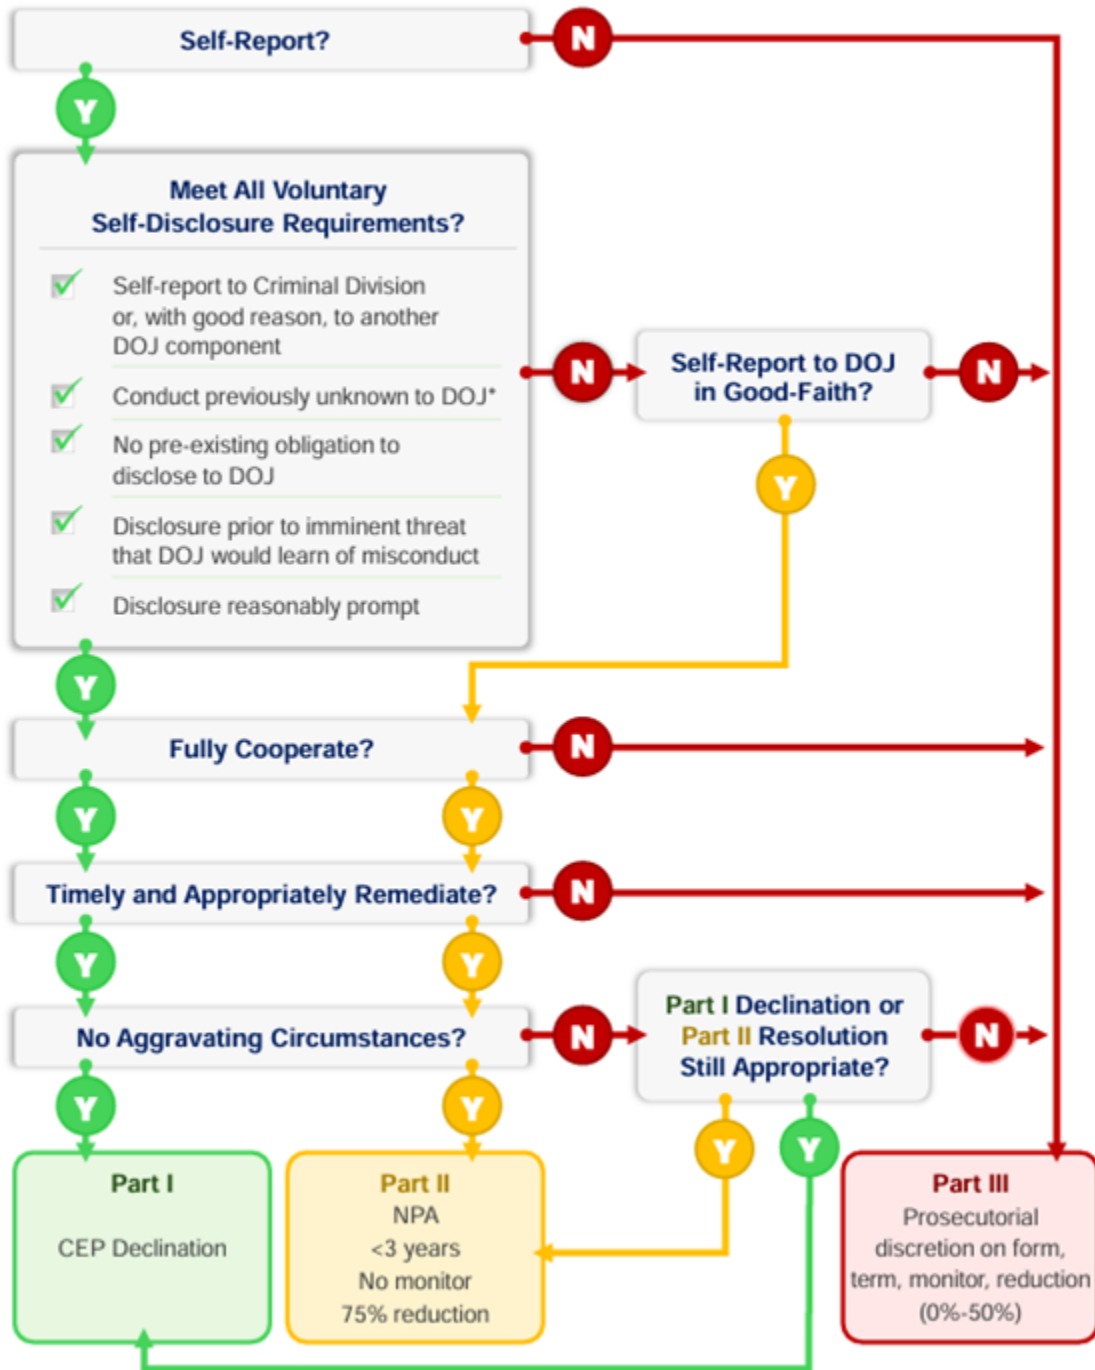 Self-Report?
N
Y
Meet All Voluntary
Self-Disclosure Requirements?
Self-report to Criminal Division
or, with good reason, to another
DOJ component
Conduct previously unknown to DOJ*
No pre-existing obligation to
disclose to DOJ
Disclosure prior to imminent threat
that DOJ would learn of misconduct
Disclosure reasonably prompt
N
Self-Report to DOJ
in Good-Faith?
N
Y
Y
Fully Cooperate?
N
Y
Y
Timely and Appropriately Remediate?
N
Y
Y
No Aggravating Circumstances?
N
Part I Declination or
Part II Resolution
Still Appropriate?
N
Y
Y
Y
Y
Part I
CEP Declination
Part II
NPA
<3 years
No monitor
75% reduction
Part III
Prosecutorial
discretion on form,
term, monitor, reduction
(0%-50%)